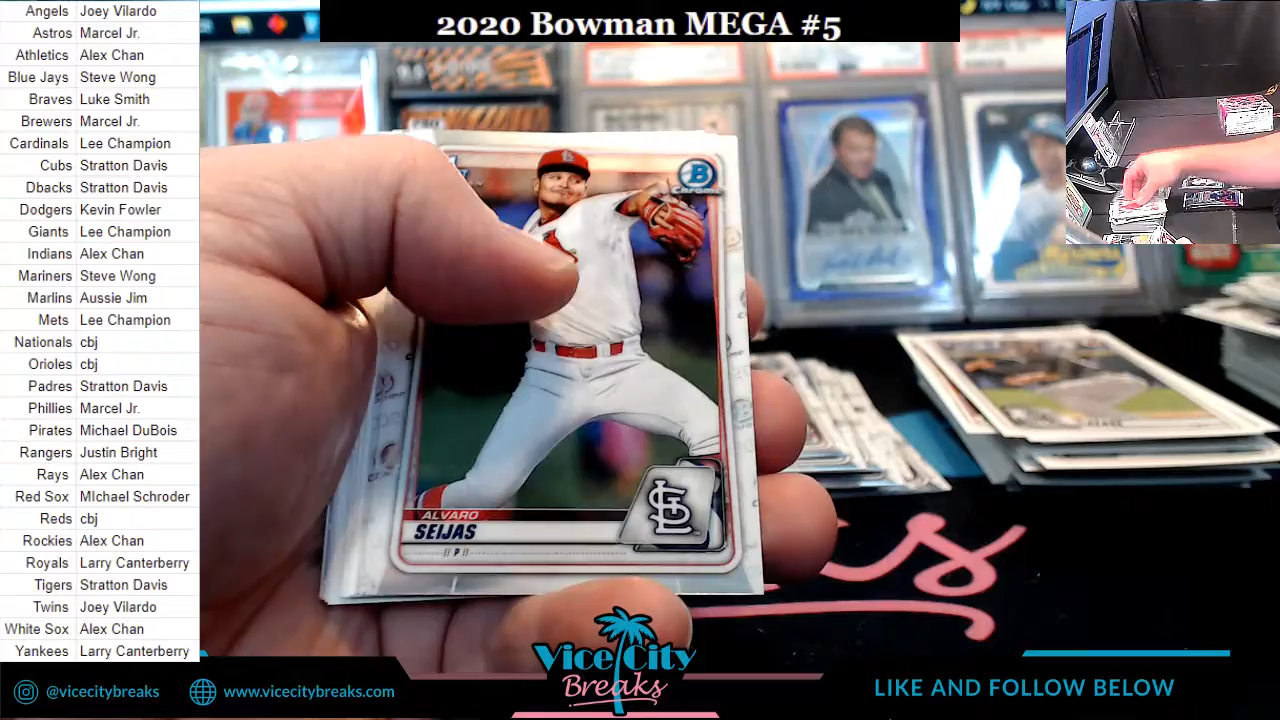 2020 Bowman MEGA #5
Angels Joey Vilardo
Astros Marcel Jr.
Athletics Alex Chan
Blue Jays Steve Wong
Braves Luke Smith
Brewers Marcel Jr.
Cardinals Lee Champion
Cubs Stratton Davis
Dbacks Stratton Davis
Dodgers Kevin Fowler
Giants Lee Champion
Indians Alex Chan
Mariners Steve Wong
Marlins Aussie Jim
Mets Lee Champion
Nationals cbj
Orioles cbj
Padres Stratton Davis
Phillies Marcel Jr.
Pirates Michael DuBois
Rangers Justin Bright
Rays Alex Chan
Red Sox MIchael Schroder
Reds cbj
Rockies Alex Chan
Royals Larry Canterberry
Tigers Stratton Davis
Twins Joey Vilardo
White Sox Alex Chan
Yankees Larry Canterberry
B
Chrome
STL
ALVARO
SEIJAS
// P //
Vice City
Breaks
@vicecitybreaks
www.vicecitybreaks.com
LIKE AND FOLLOW BELOW